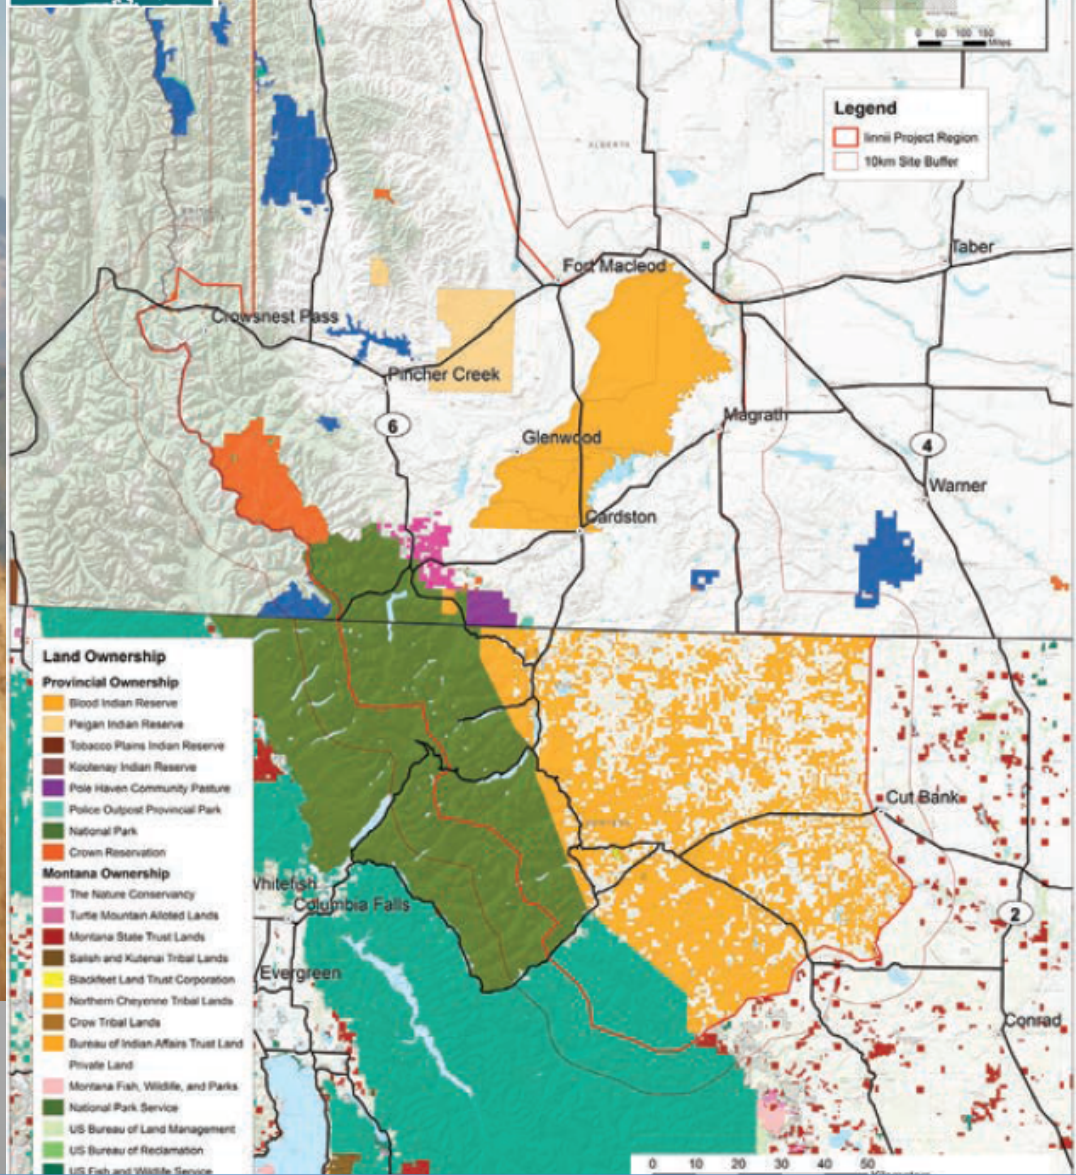 0 50 100 150
Miles
Legend
Iinnii Project Region
10km Site Buffer
ALBERTA
Taber
Fort Macleod
Crowsnest Pass
Pincher Creek
Magrath
6
Glenwood
4
Warner
Cardston
Land Ownership
Provincial Ownership
Blood Indian Reserve
Peigan Indian Reserve
Tobacco Plains Indian Reserve
Kootenay Indian Reserve
Pole Haven Community Pasture
Police Outpost Provincial Park
National Park
Crown Reservation
Montana Ownership
The Nature Conservancy
Turtle Mountain Alloted Lands
Montana State Trust Lands
Salish and Kutenai Tribal Lands
Blackfeet Land Trust Corporation
Northern Cheyenne Tribal Lands
Crow Tribal Lands
Bureau of Indian Affairs Trust Land
Private Land
Montana Fish, Wildlife, and Parks
National Park Service
US Bureau of Land Management
US Bureau of Reclamation
US Fish and Wildlife Service
Cut Bank
Whitefish
Columbia Falls
2
Evergreen
Conrad
0 10 20 30 40 50